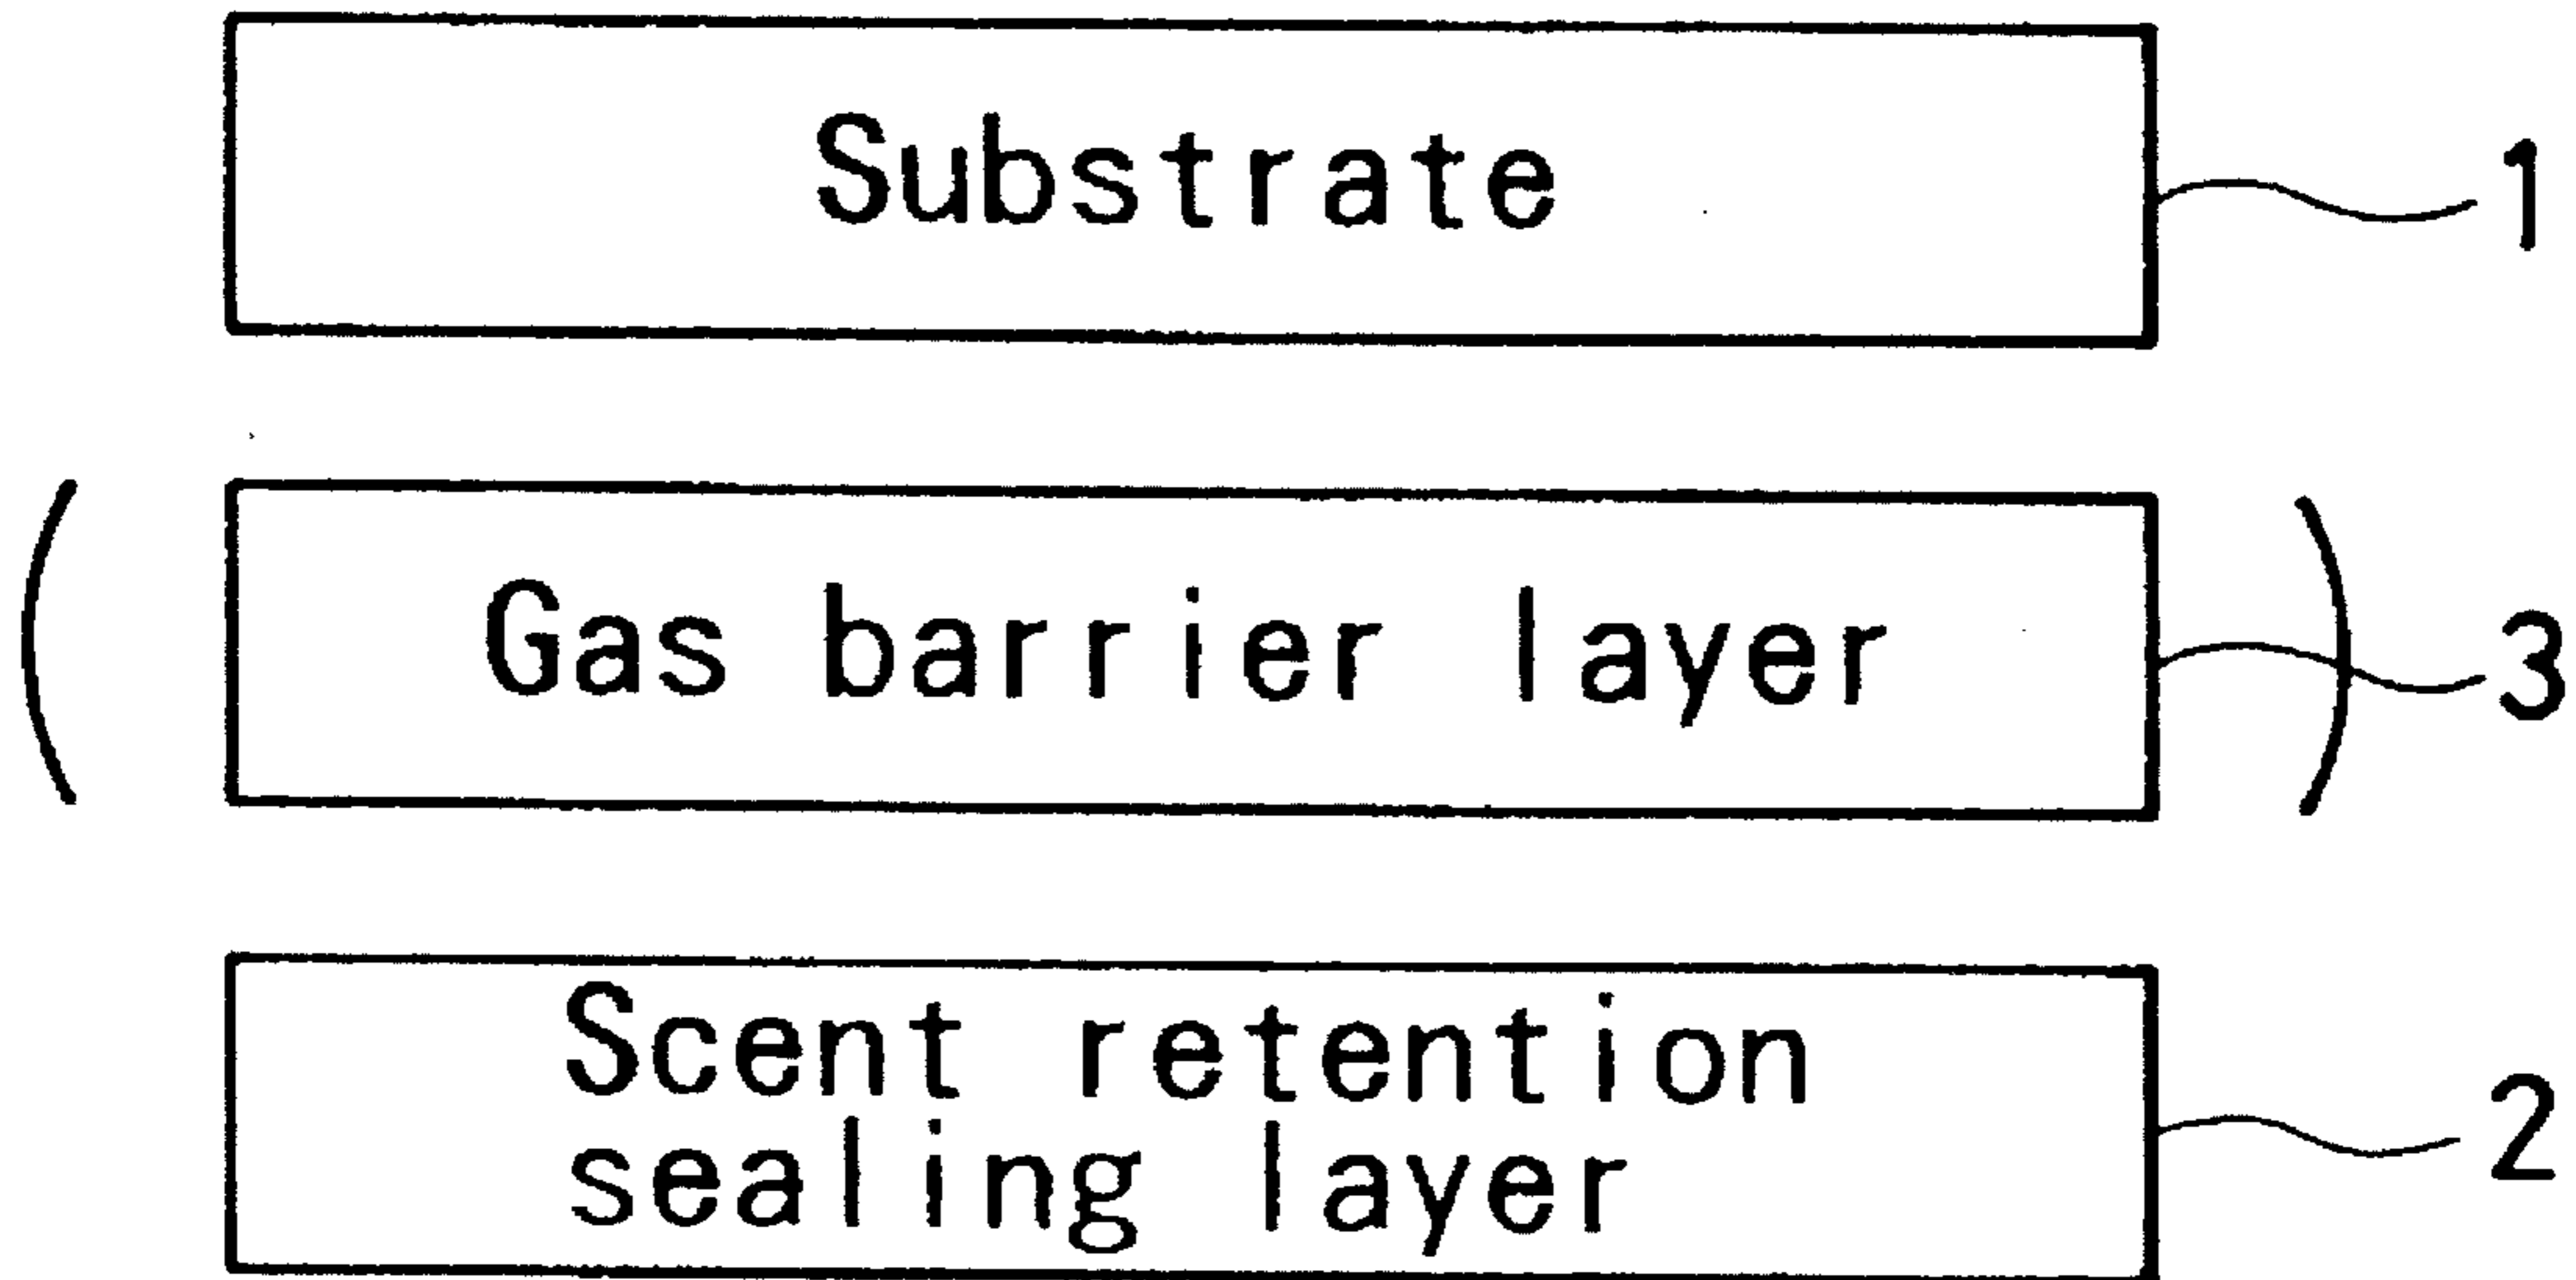 Substrate 1
( Gas barrier layer ) 3
Scent retention
sealing layer 2